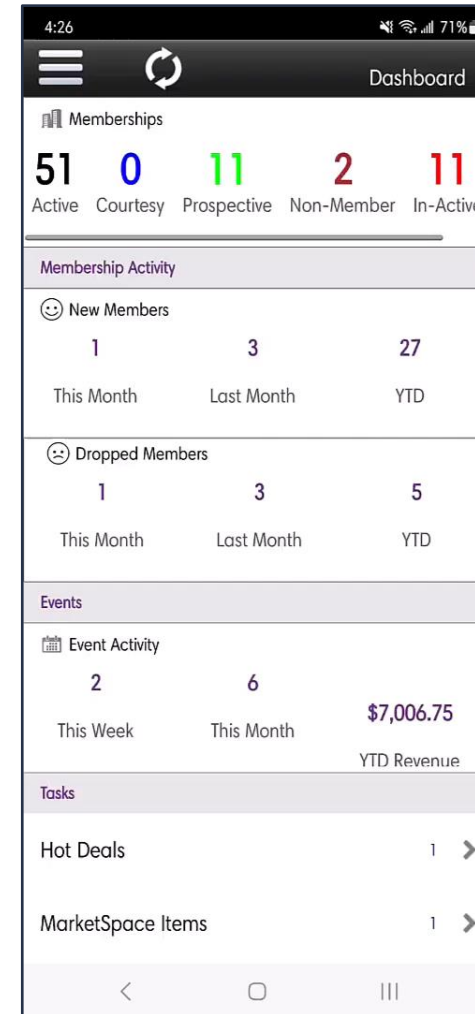 4:26 71%
Dashboard
Memberships
51 0 11 2 11
Active Courtesy Prospective Non-Member In-Active
Membership Activity
New Members
1 3 27
This Month Last Month YTD
Dropped Members
1 3 5
This Month Last Month YTD
Events
Event Activity
2 6 $7,006.75
This Week This Month YTD Revenue
Tasks
Hot Deals 1
MarketSpace Items 1